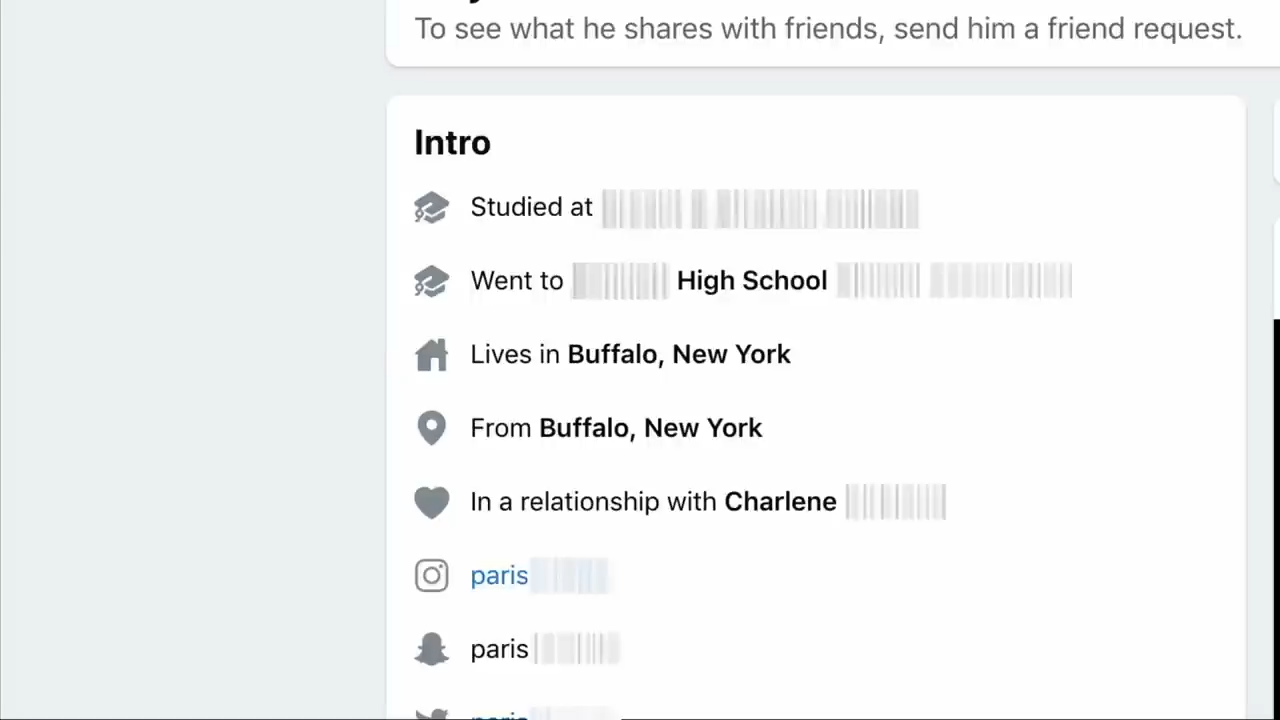 To see what he shares with friends, send him a friend request.
Intro
Studied at
Went to High School
Lives in Buffalo, New York
From Buffalo, New York
In a relationship with Charlene
paris
paris
paris